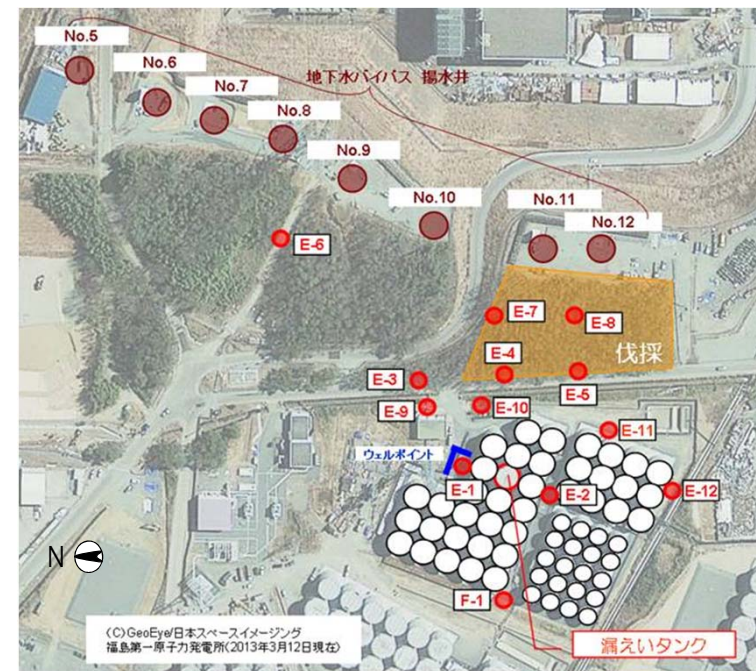 No.5
No.6
No.7
地下水バイパス 揚水井
No.8
No.9
No.10
No.11
No.12
E-6
E-7
E-8
伐採
E-4
E-3
E-5
E-9
E-10
E-11
ウェルポイント
E-1
E-2
E-12
N
F-1
(C)GeoEye/日本スペースイメージング
福島第一原子力発電所(2013年3月12日現在)
漏えいタンク